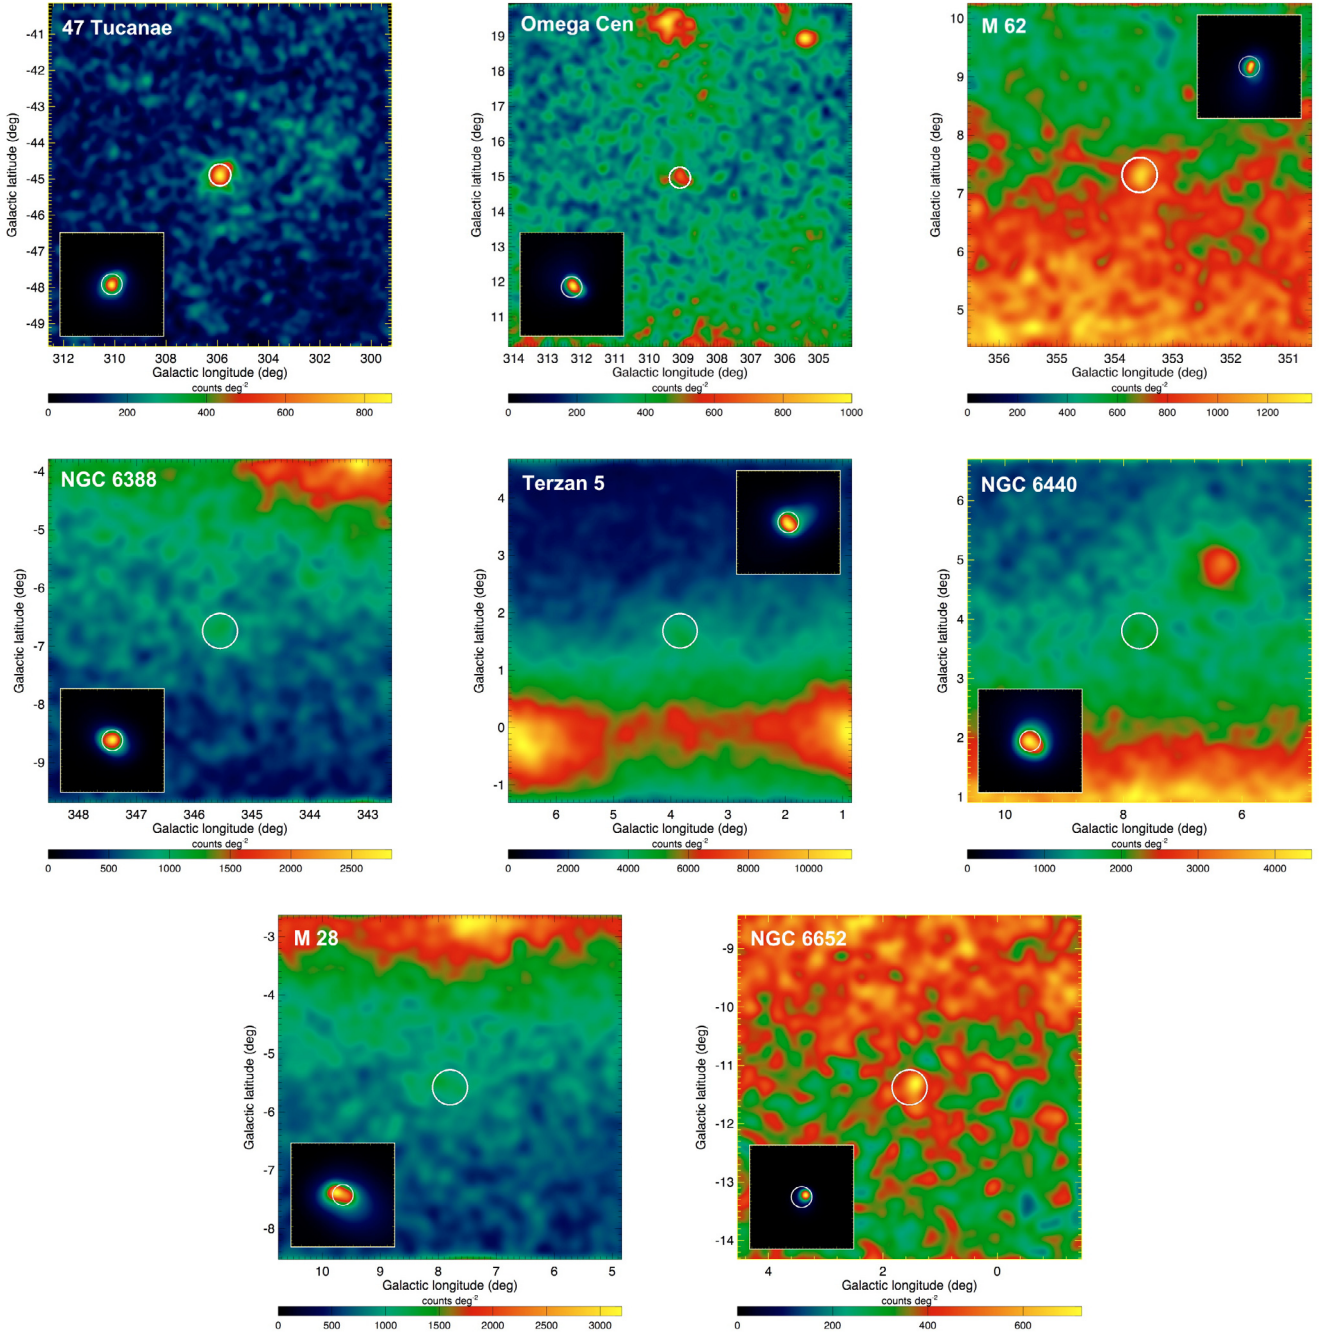 47 Tucanae
-41
-42
-43
-44
-45
-46
-47
-48
-49
Galactic latitude (deg)
312 310 308 306 304 302 300
Galactic longitude (deg)
counts deg-2
0 200 400 600 800
Omega Cen
19
18
17
16
15
14
13
12
11
Galactic latitude (deg)
314 313 312 311 310 309 308 307 306 305
Galactic longitude (deg)
counts deg-2
0 200 400 600 800 1000
M 62
10
9
8
7
6
5
Galactic latitude (deg)
356 355 354 353 352 351
Galactic longitude (deg)
counts deg-2
0 200 400 600 800 1000 1200
NGC 6388
-4
-5
-6
-7
-8
-9
Galactic latitude (deg)
348 347 346 345 344 343
Galactic longitude (deg)
counts deg-2
0 500 1000 1500 2000 2500
Terzan 5
4
3
2
1
0
-1
Galactic latitude (deg)
6 5 4 3 2 1
Galactic longitude (deg)
counts deg-2
0 2000 4000 6000 8000 10000
NGC 6440
6
5
4
3
2
1
Galactic latitude (deg)
10 8 6
Galactic longitude (deg)
counts deg-2
0 1000 2000 3000 4000
M 28
-3
-4
-5
-6
-7
-8
Galactic latitude (deg)
10 9 8 7 6 5
Galactic longitude (deg)
counts deg-2
0 500 1000 1500 2000 2500 3000
NGC 6652
-9
-10
-11
-12
-13
-14
Galactic latitude (deg)
4 2 0
Galactic longitude (deg)
counts deg-2
0 200 400 600